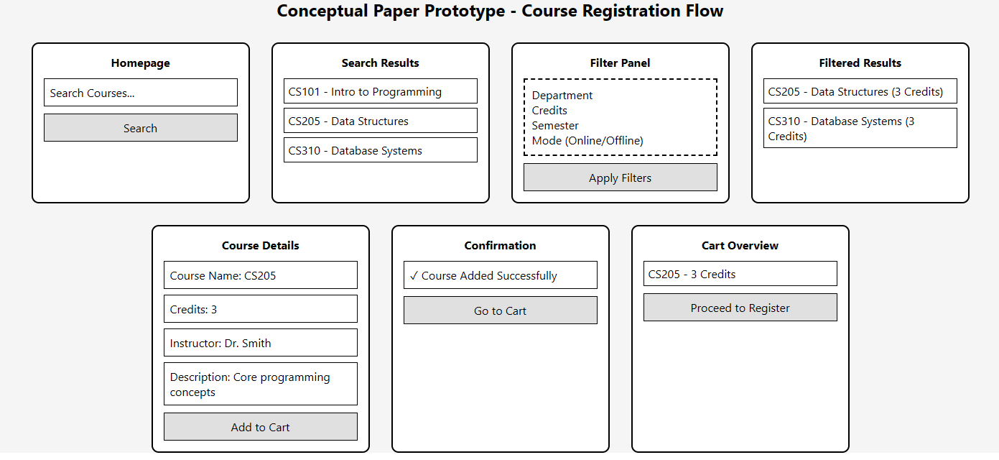 Conceptual Paper Prototype - Course Registration Flow
Homepage
Search Courses...
Search
Search Results
CS101 - Intro to Programming
CS205 - Data Structures
CS310 - Database Systems
Filter Panel
Department
Credits
Semester
Mode (Online/Offline)
Apply Filters
Filtered Results
CS205 - Data Structures (3 Credits)
CS310 - Database Systems (3
Credits)
Course Details
Course Name: CS205
Credits: 3
Instructor: Dr. Smith
Description: Core programming
concepts
Add to Cart
Confirmation
✓ Course Added Successfully
Go to Cart
Cart Overview
CS205 - 3 Credits
Proceed to Register